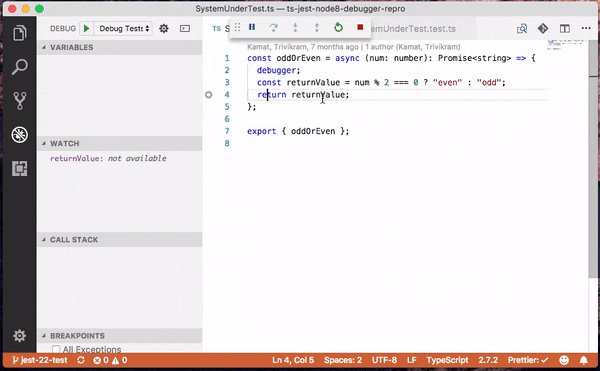 SystemUnderTest.ts — ts-jest-node8-debugger-repro
DEBUG
Debug Tests
TS
emUnderTest.test.ts
VARIABLES
WATCH
returnValue: not available
CALL STACK
BREAKPOINTS
All Exceptions
Kamat, Trivikram, 7 months ago | 1 author (Kamat, Trivikram)
1 const oddOrEven = async (num: number): Promise<string> => {
2 debugger;
3 const returnValue = num % 2 === 0 ? "even" : "odd";
4 return returnValue;
5 };
6
7 export { oddOrEven };
8
jest-22-test
0
0
Ln 4, Col 5
Spaces: 2
UTF-8
LF
TypeScript
2.7.2
Prettier: ✓